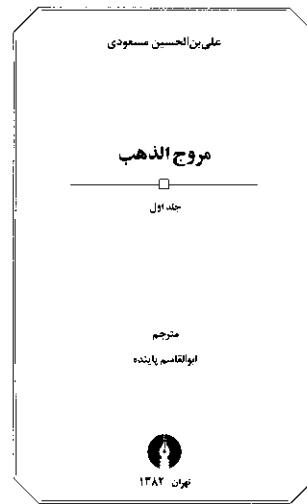 علی‌بن‌الحسین مسعودی
مروج الذهب
جلد اول
مترجم
ابوالقاسم پاینده
تهران ۱۳۸۲